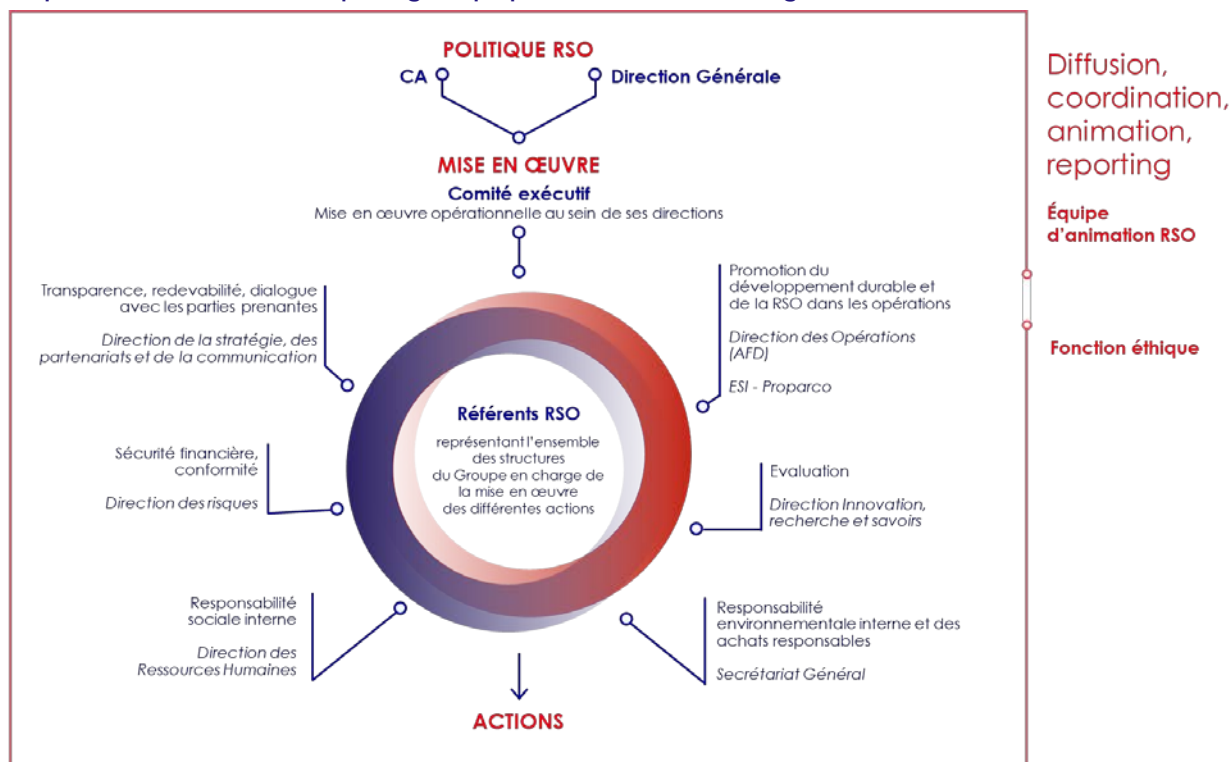 POLITIQUE RSO
CA
Direction Générale
MISE EN ŒUVRE
Comité exécutif
Mise en œuvre opérationnelle au sein de ses directions
Transparence, redevabilité, dialogue
avec les parties prenantes
Direction de la stratégie, des
partenariats et de la communication
Sécurité financière,
conformité
Direction des risques
Responsabilité
sociale interne
Direction des
Ressources Humaines
Référents RSO
représentant l'ensemble
des structures
du Groupe en charge de
la mise en œuvre
des différentes actions
Promotion du
développement durable et
de la RSO dans les opérations
Direction des Opérations
(AFD)
ESI - Proparco
Evaluation
Direction Innovation,
recherche et savoirs
Responsabilité
environnementale interne et des
achats responsables
Secrétariat Général
ACTIONS
Diffusion,
coordination,
animation,
reporting
Équipe
d'animation RSO
Fonction éthique